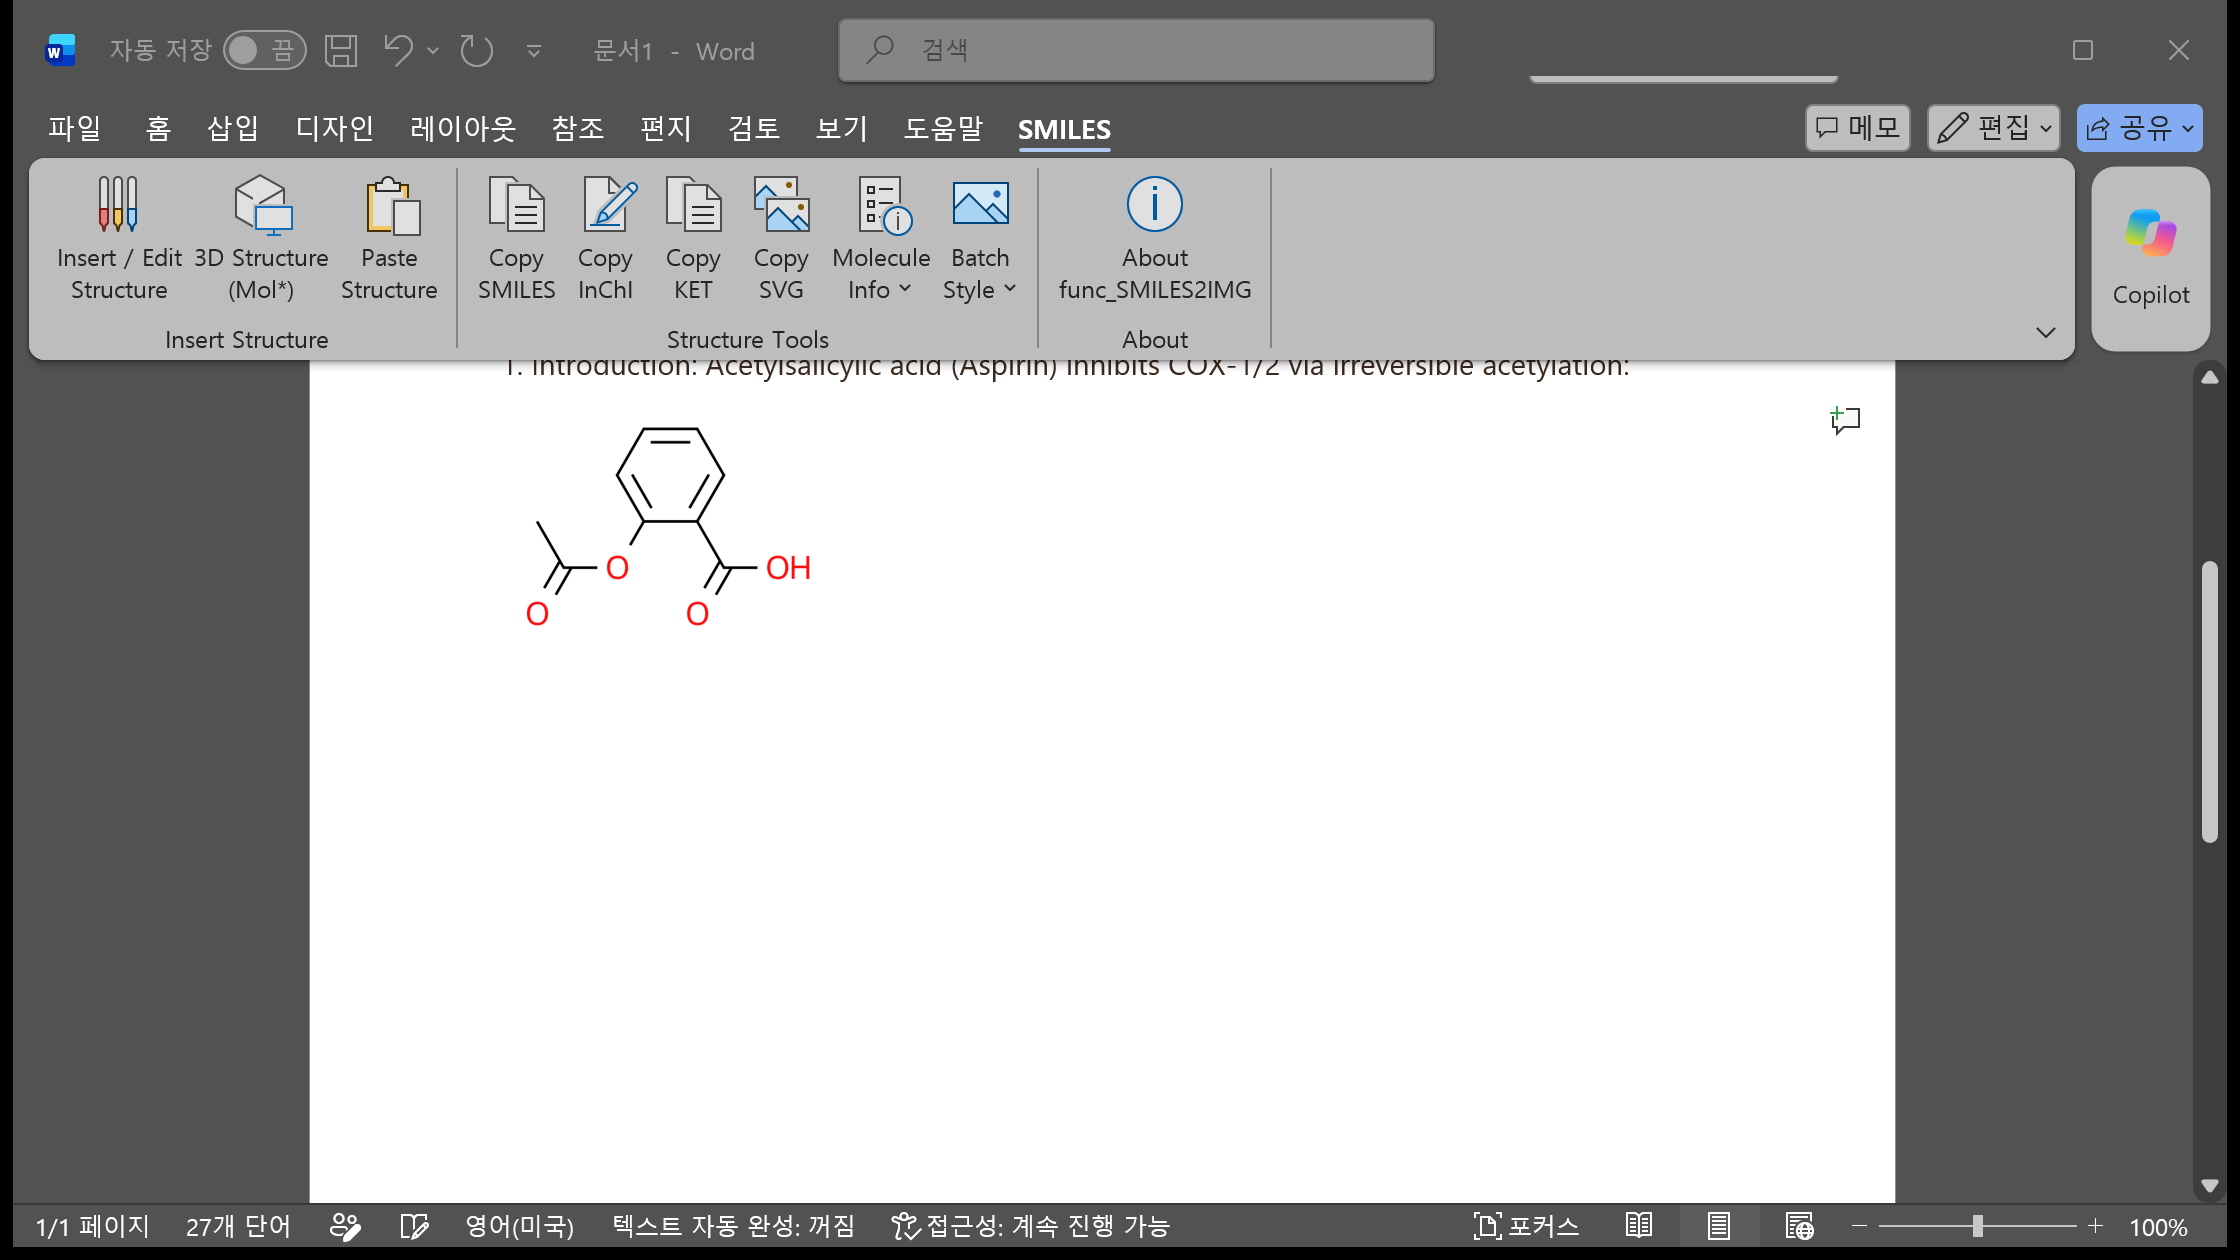 자동 저장 끔 문서1 - Word 검색
파일 홈 삽입 디자인 레이아웃 참조 편지 검토 보기 도움말 SMILES 메모 편집 공유
Insert / Edit Structure
3D Structure (Mol*)
Paste Structure
Copy SMILES
Copy InChI
Copy KET
Copy SVG
Molecule Info
Batch Style
About func_SMILES2IMG
Copilot
Insert Structure
Structure Tools
About
1. Introduction: Acetylsalicylic acid (Aspirin) inhibits COX-1/2 via irreversible acetylation:
O OH
O O
1/1 페이지 27개 단어 영어(미국) 텍스트 자동 완성: 꺼짐 접근성: 계속 진행 가능 포커스 100%